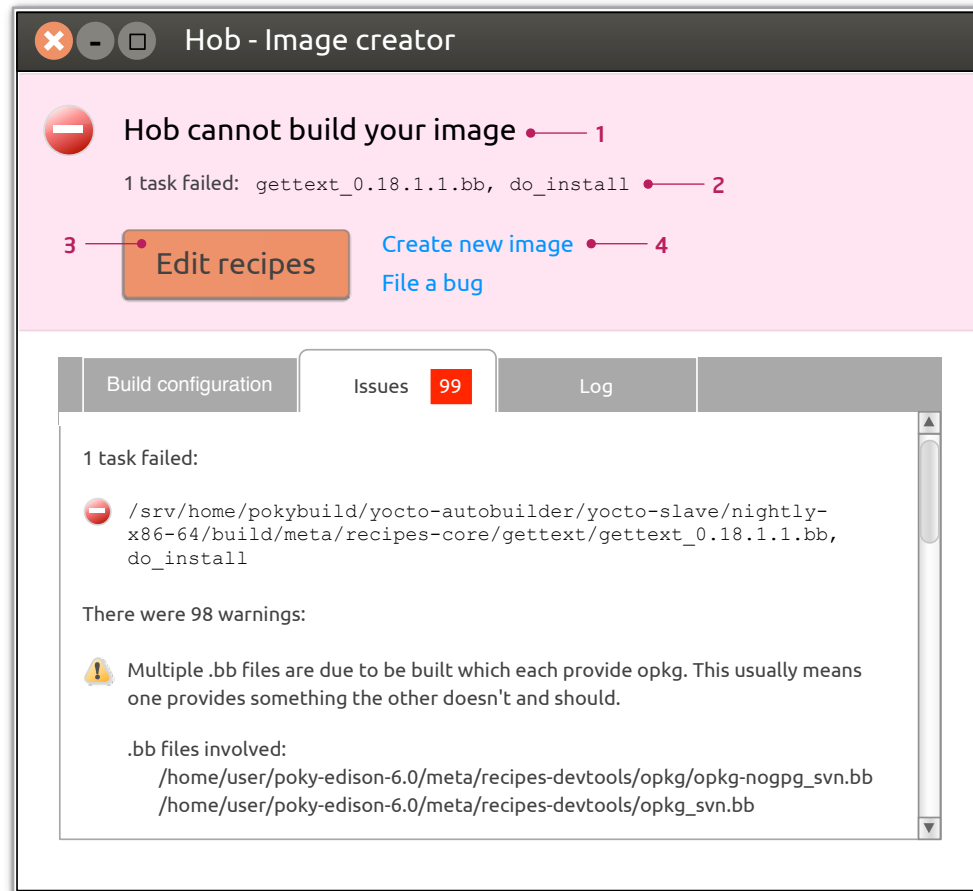 Hob - Image creator
Hob cannot build your image 1
1 task failed: gettext_0.18.1.1.bb, do_install 2
3 Edit recipes
Create new image 4
File a bug
Build configuration Issues 99 Log
1 task failed:
/srv/home/pokybuild/yocto-autobuilder/yocto-slave/nightly-
x86-64/build/meta/recipes-core/gettext/gettext_0.18.1.1.bb,
do_install
There were 98 warnings:
Multiple .bb files are due to be built which each provide opkg. This usually means
one provides something the other doesn't and should.
.bb files involved:
/home/user/poky-edison-6.0/meta/recipes-devtools/opkg/opkg-nogpg_svn.bb
/home/user/poky-edison-6.0/meta/recipes-devtools/opkg_svn.bb